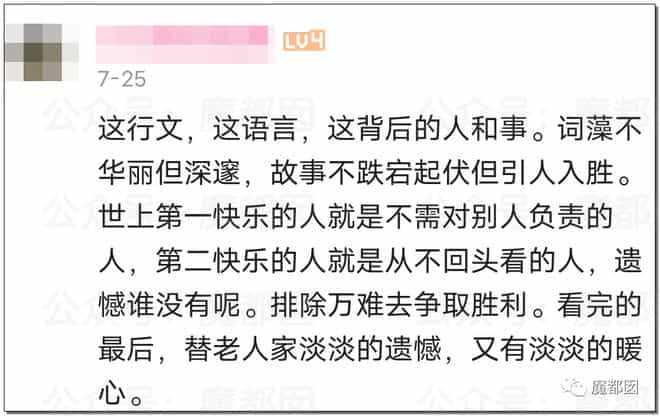 LV4
7-25
这行文，这语言，这背后的人和事。词藻不
华丽但深邃，故事不跌宕起伏但引人入胜。
世上第一快乐的人就是不需对别人负责的
人，第二快乐的人就是从不回头看的人，遗
憾谁没有呢。排除万难去争取胜利。看完的
最后，替老人家淡淡的遗憾，又有淡淡的暖
心。
公众号：魔都囡
魔都囡